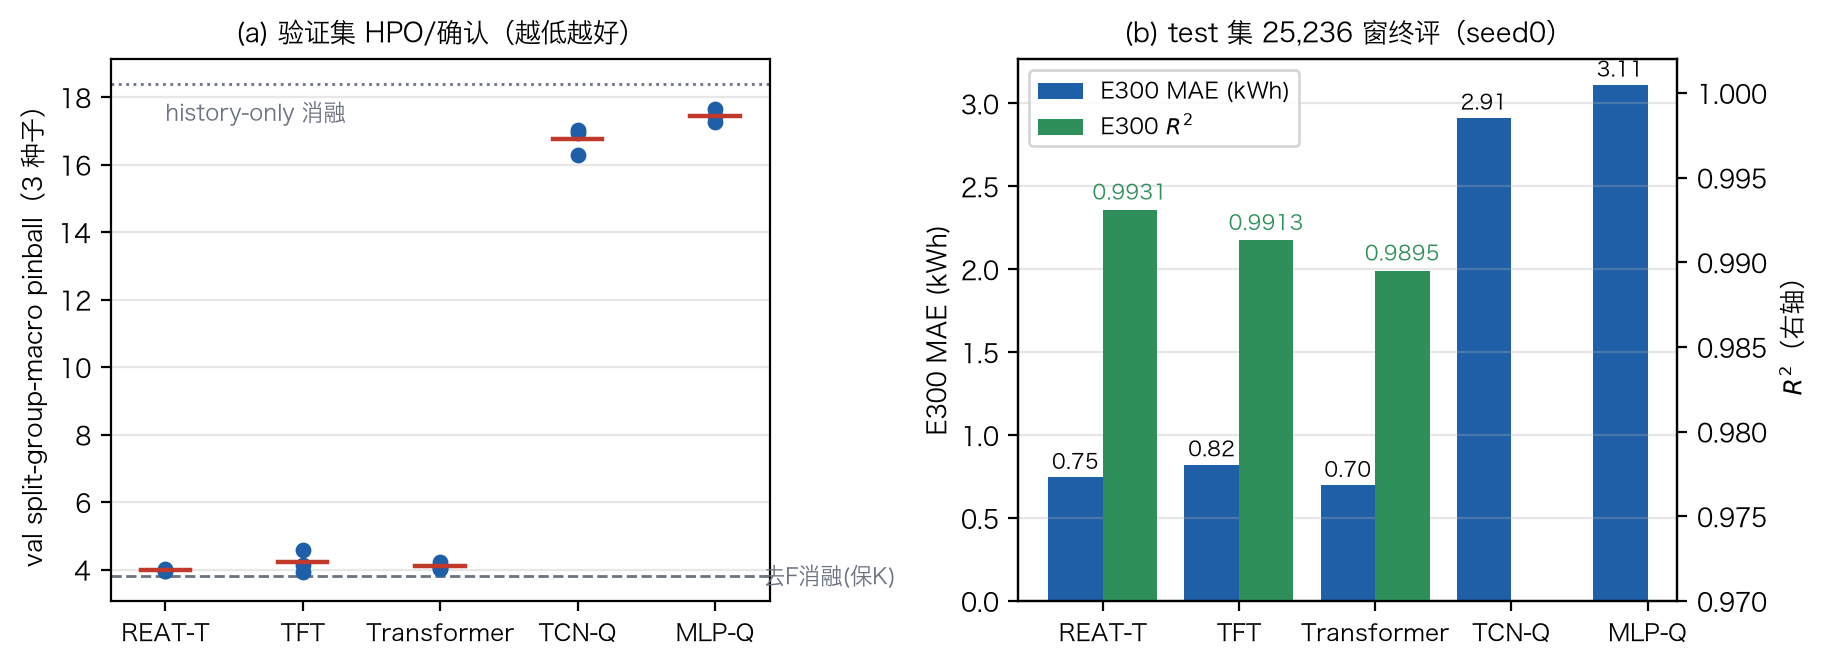 (a) 验证集 HPO/确认（越低越好）
val split-group-macro pinball（3 种子）
18
16
14
12
10
8
6
4
history-only 消融
去F消融(保K)
REAT-T
TFT
Transformer
TCN-Q
MLP-Q
(b) test 集 25,236 窗终评（seed0）
E300 MAE (kWh)
3.0
2.5
2.0
1.5
1.0
0.5
0.0
E300 MAE (kWh)
E300 R²
0.75
0.9931
0.82
0.9913
0.70
0.9895
2.91
3.11
REAT-T
TFT
Transformer
TCN-Q
MLP-Q
1.000
0.995
0.990
0.985
0.980
0.975
0.970
R²（右轴）